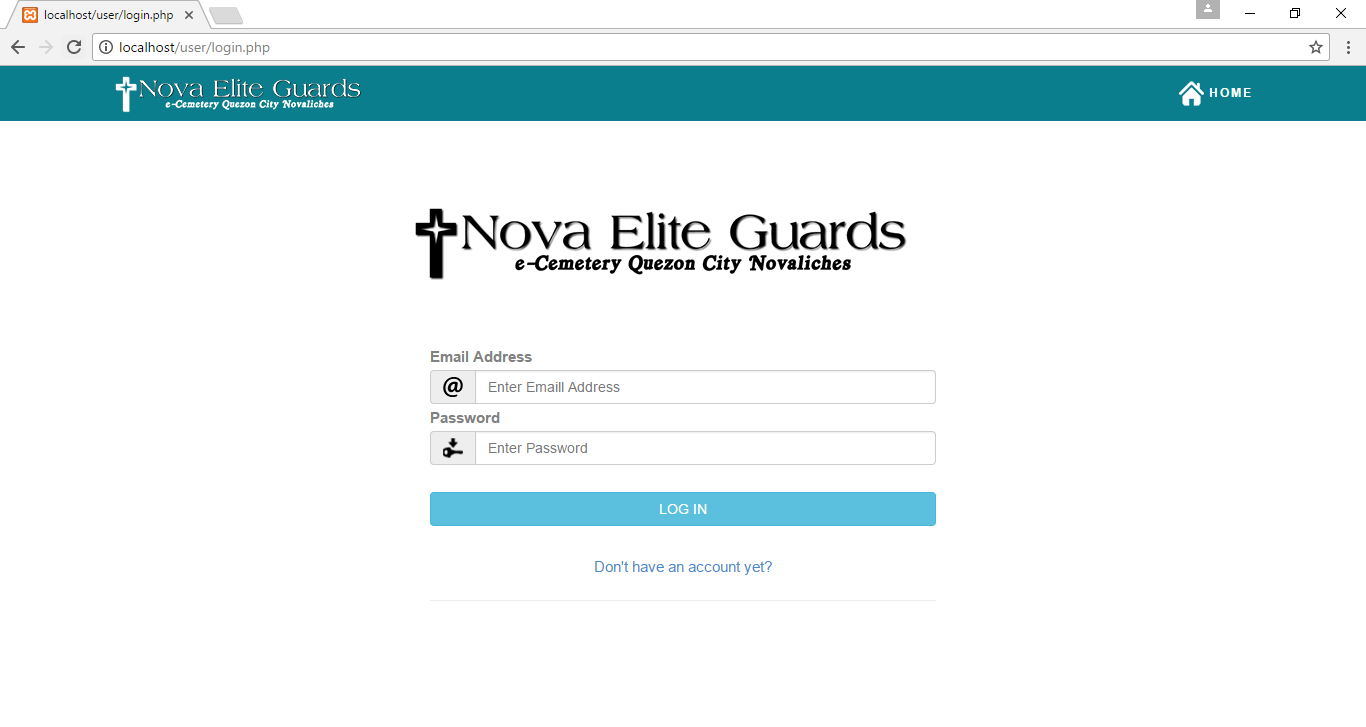 localhost/user/login.php
localhost/user/login.php
Nova Elite Guards
e-Cemetery Quezon City Novaliches
HOME
Nova Elite Guards
e-Cemetery Quezon City Novaliches
Email Address
@ Enter Emaill Address
Password
Enter Password
LOG IN
Don't have an account yet?